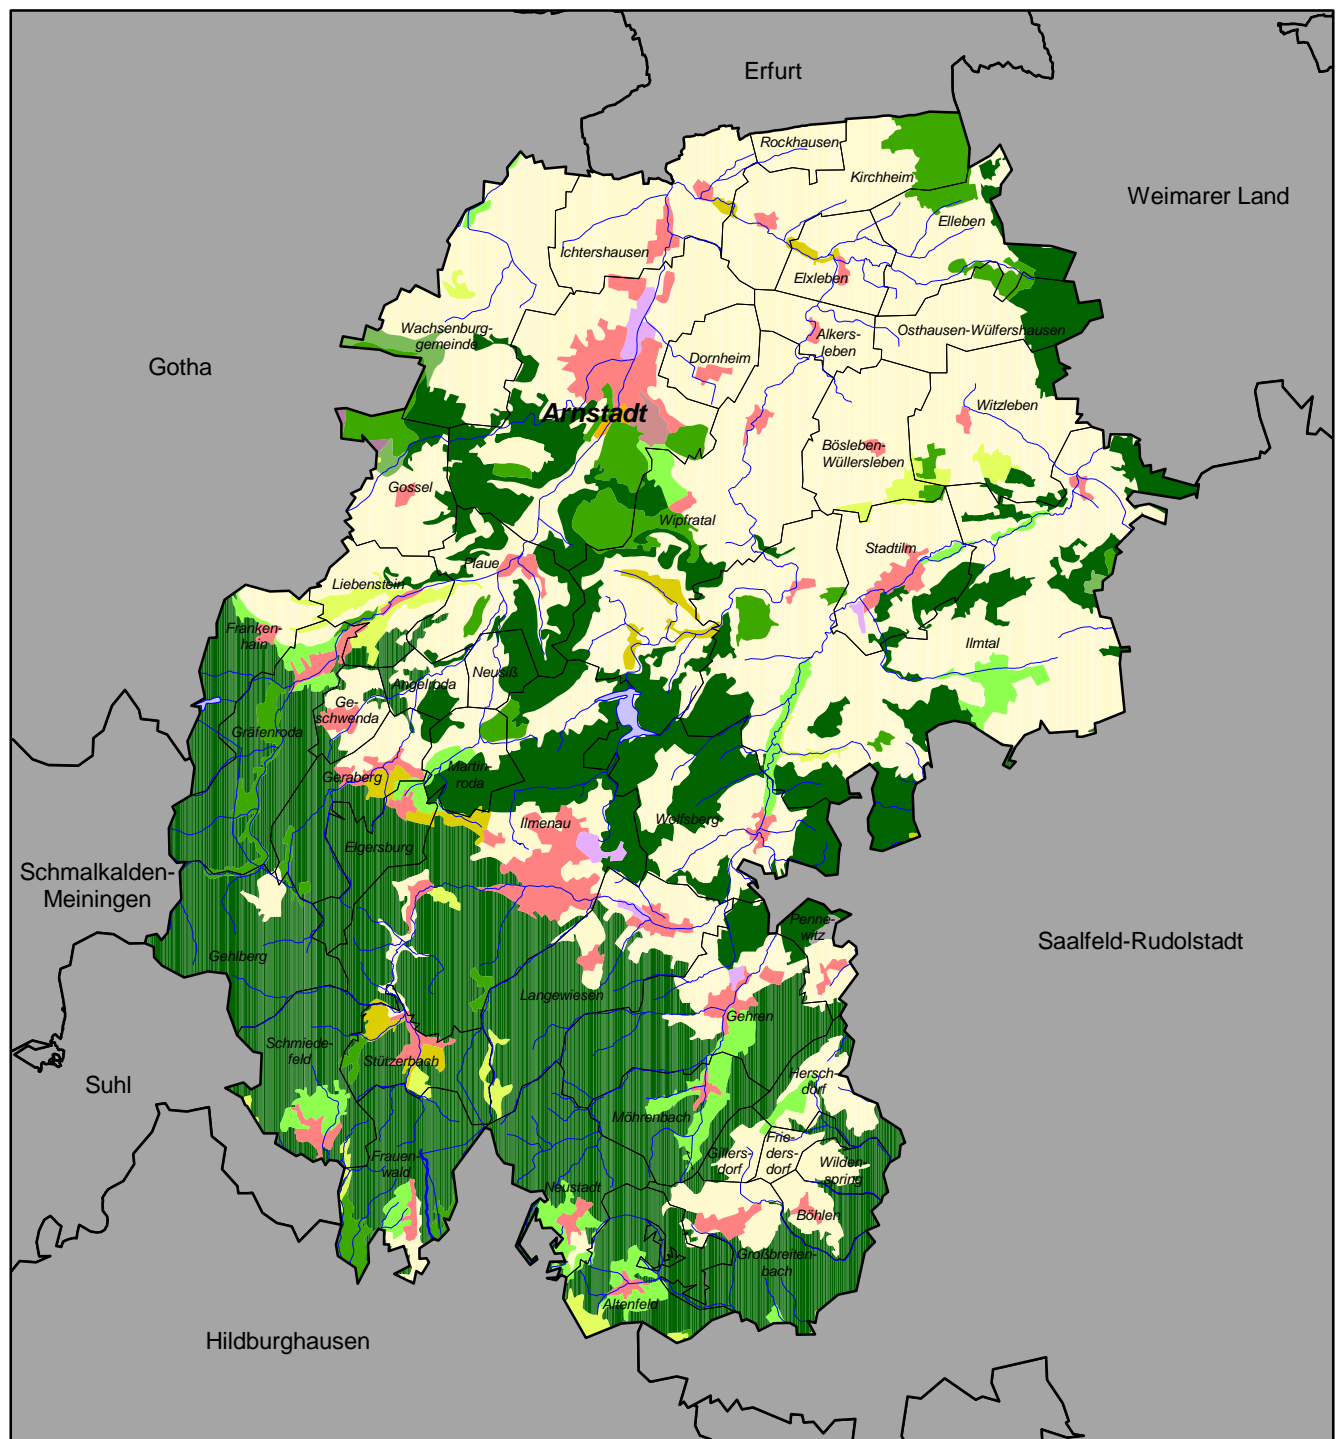 Erfurt
Rockhausen
Kirchheim
Weimarer Land
Elleben
Ichtershausen
Elxleben
Wachsenburg-
gemeinde
Alkers-
leben
Osthausen-Wülfershausen
Gotha
Dornheim
Arnstadt
Witzleben
Bösleben-
Wüllersleben
Gossel
Wipfratal
Stadtilm
Plaue
Liebenstein
Franken-
hain
Ilmtal
Neusiß
Angelroda
Ge-
schwenda
Gräfenroda
Geraberg
Martin-
roda
Ilmenau
Wolfsberg
Elgersburg
Schmalkalden-
Meiningen
Penne-
witz
Saalfeld-Rudolstadt
Gehlberg
Langewiesen
Gehren
Schmiede-
feld
Stützerbach
Suhl
Hersch-
dorf
Möhrenbach
Gillers-
dorf
Frie-
ders-
dorf
Wilden-
spring
Frauen-
wald
Neustadt
Böhlen
Großbreiten-
bach
Altenfeld
Hildburghausen